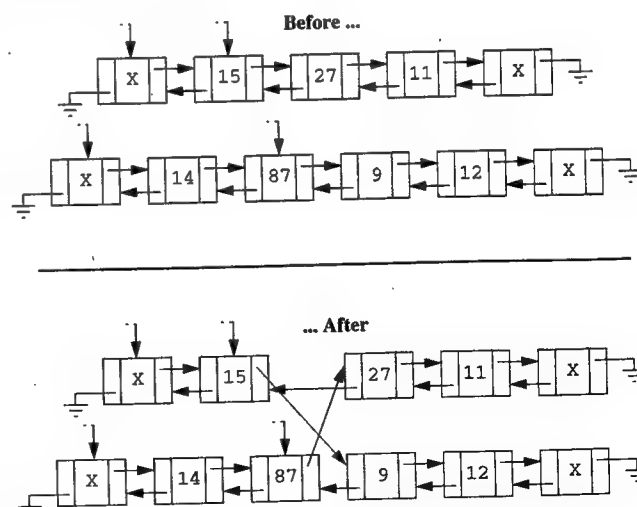 Before ...
X 15 27 11 X
X 14 87 9 12 X
... After
X 15 27 11 X
X 14 87 9 12 X